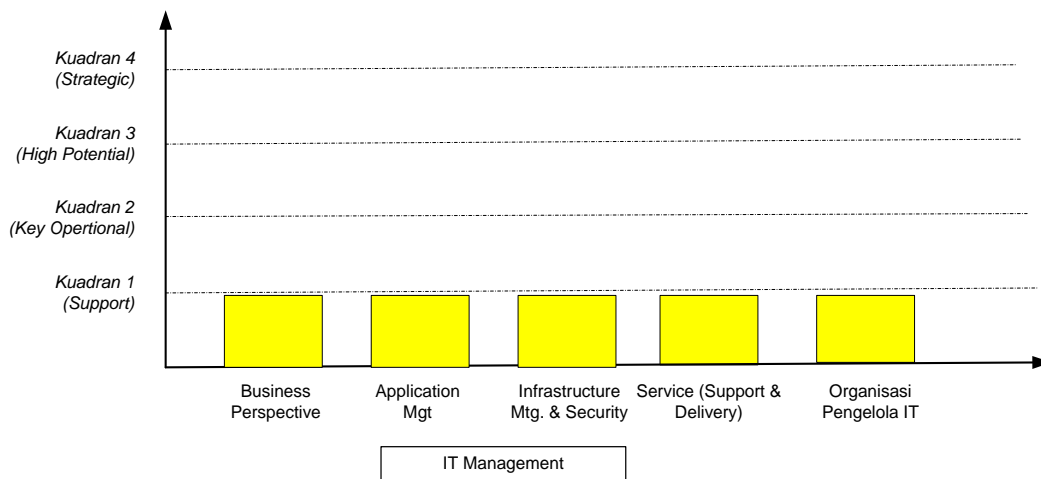 Kuadran 4
(Strategic)
Kuadran 3
(High Potential)
Kuadran 2
(Key Opertional)
Kuadran 1
(Support)
Business
Perspective
Application
Mgt
Infrastructure
Mtg. & Security
Service (Support &
Delivery)
Organisasi
Pengelola IT
IT Management